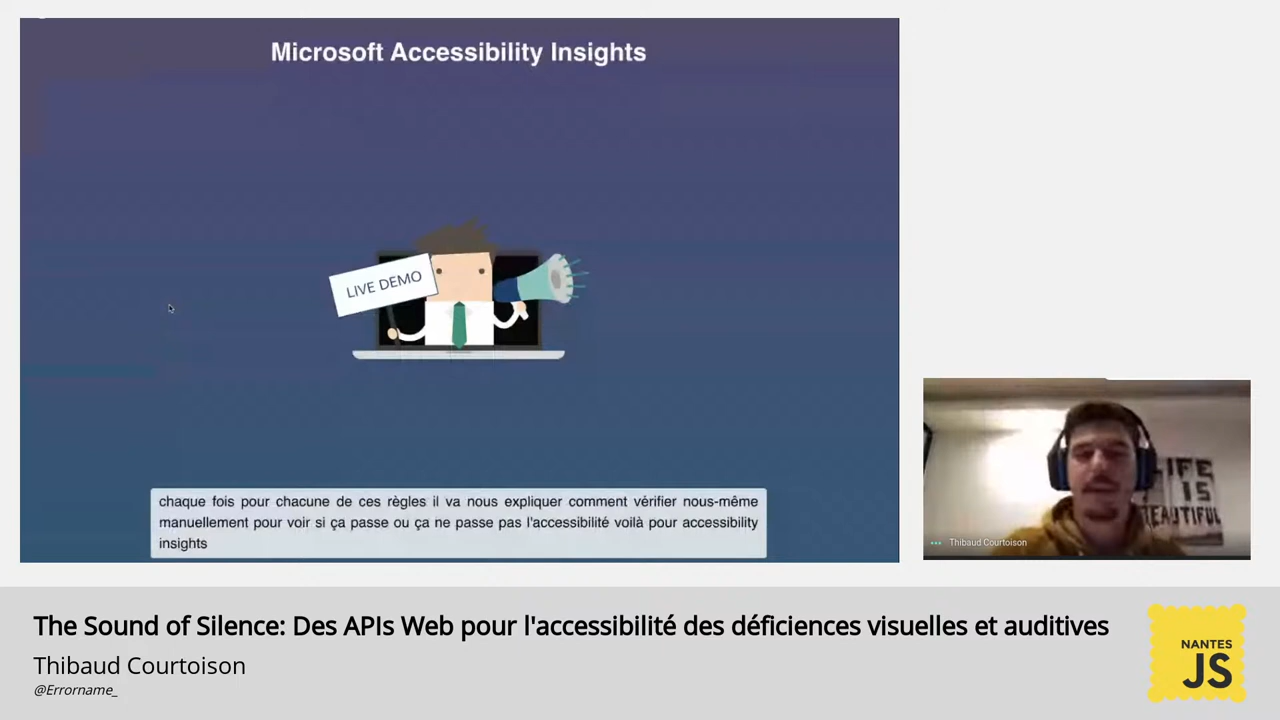 Microsoft Accessibility Insights
LIVE DEMO
chaque fois pour chacune de ces règles il va nous expliquer comment vérifier nous-même
manuellement pour voir si ça passe ou ça ne passe pas l'accessibilité voilà pour accessibility
insights
LIFE
IS
BEAUTIFUL
Thibaud Courtoison
The Sound of Silence: Des APIs Web pour l'accessibilité des déficiences visuelles et auditives
Thibaud Courtoison
@Errorname_
NANTES
JS